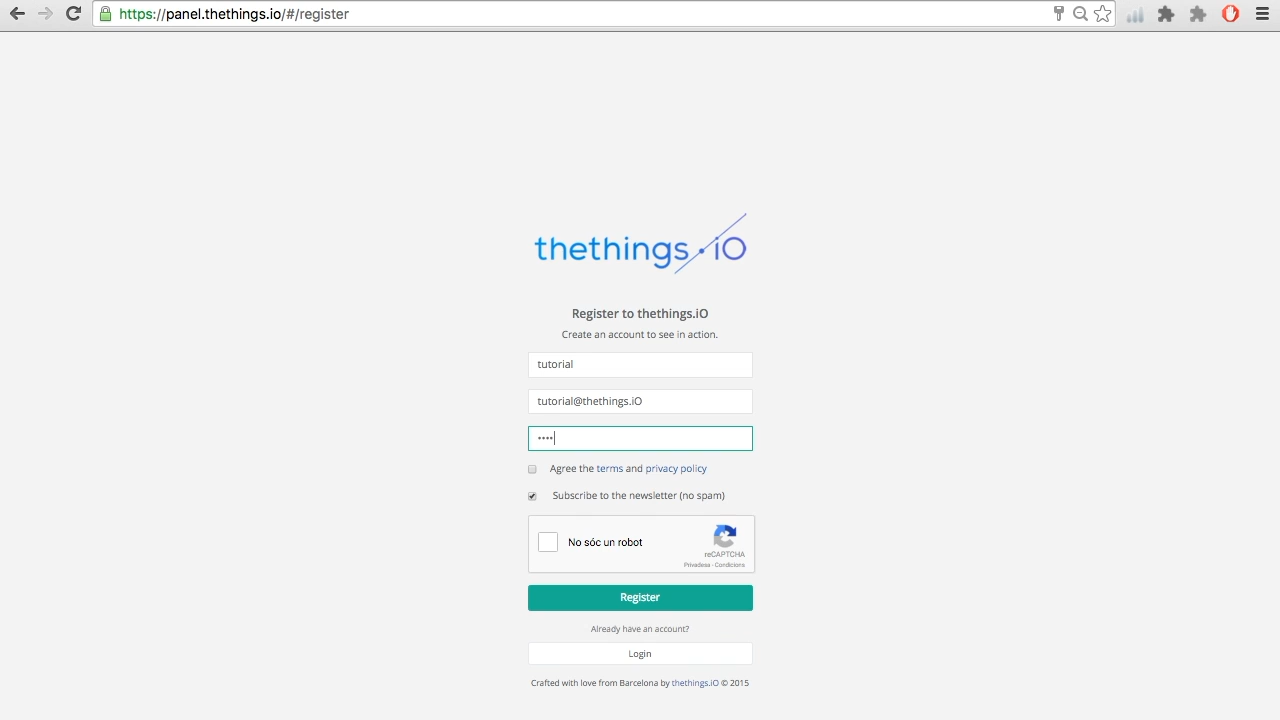 https://panel.thethings.io/#/register
thethings.iO
Register to thethings.iO
Create an account to see in action.
tutorial
tutorial@thethings.iO
••••
Agree the terms and privacy policy
Subscribe to the newsletter (no spam)
No sóc un robot
reCAPTCHA
Privadesa - Condicions
Register
Already have an account?
Login
Crafted with love from Barcelona by thethings.iO © 2015